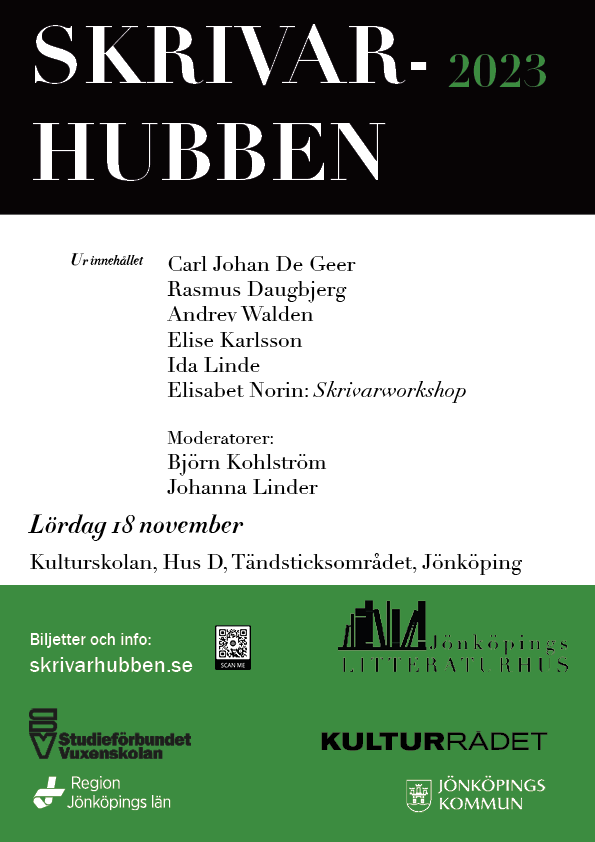 SKRIVAR- 2023
HUBBEN
Ur innehållet
Carl Johan De Geer
Rasmus Daugbjerg
Andrev Walden
Elise Karlsson
Ida Linde
Elisabet Norin: Skrivarworkshop
Moderatorer:
Björn Kohlström
Johanna Linder
Lördag 18 november
Kulturskolan, Hus D, Tändsticksområdet, Jönköping
Biljetter och info:
skrivarhubben.se
SCAN ME
Jönköpings
LITTERATURHUS
SV
Studieförbundet
Vuxenskolan
KULTURRÅDET
Region
Jönköpings län
JÖNKÖPINGS
KOMMUN